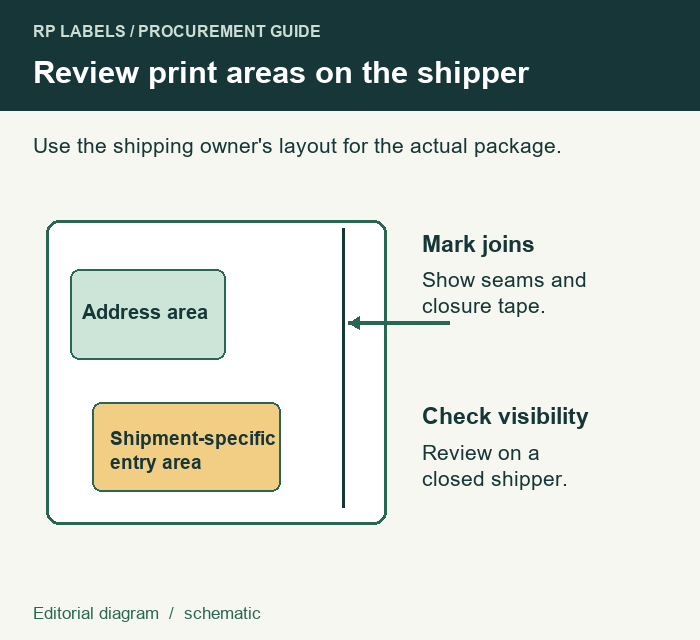 RP LABELS / PROCUREMENT GUIDE
Review print areas on the shipper
Use the shipping owner's layout for the actual package.
Address area
Shipment-specific
entry area
Mark joins
Show seams and
closure tape.
Check visibility
Review on a
closed shipper.
Editorial diagram / schematic